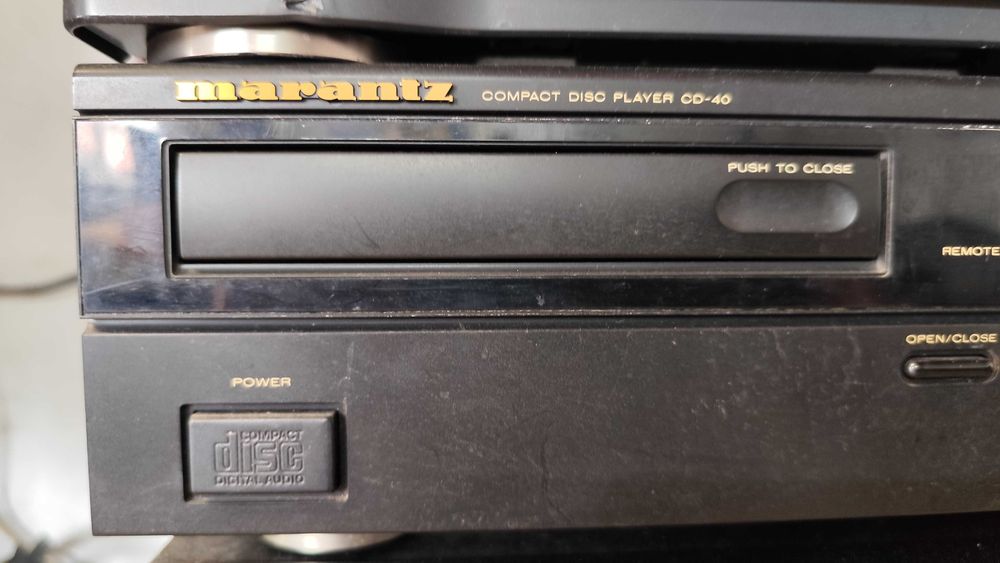 marantz COMPACT DISC PLAYER CD-40
PUSH TO CLOSE
REMOTE
OPEN/CLOSE
POWER
COMPACT
disc
DIGITAL AUDIO